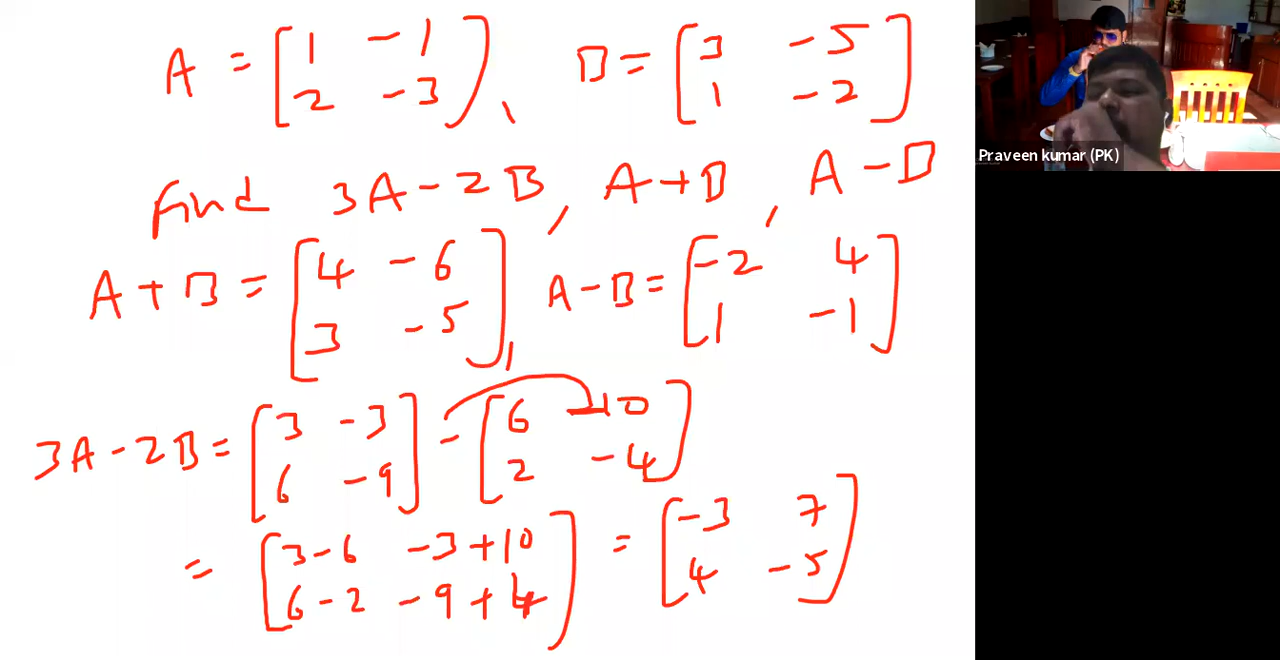 A = [1 -1
2 -3], B = [3 -5
1 -2]
Find 3A - 2B, A + B, A - B
A + B = [4 -6
3 -5], A - B = [-2 4
1 -1]
3A - 2B = [3 -3
6 -9] - [6 -10
2 -4]
= [3-6 -3+10
6-2 -9+4] = [-3 7
4 -5]
Praveen kumar (PK)